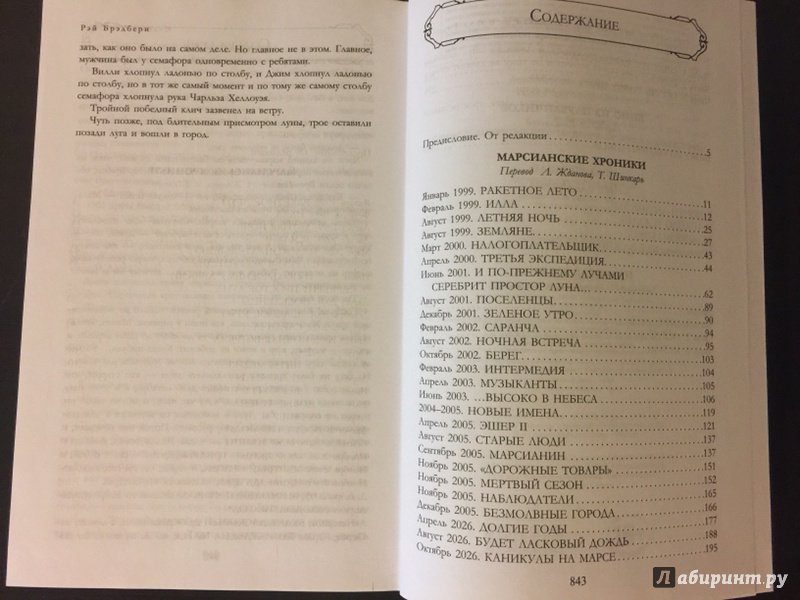 Рэй Брэдбери
зать, как оно было на самом деле. Но главное не в этом. Главное,
мужчина был у семафора одновременно с ребятами.
Вилли хлопнул ладонью по столбу, и Джим хлопнул ладонью
по столбу, но в тот же самый момент и по тому же самому столбу
семафора хлопнула рука Чарльза Хеллоуэя.
Тройной победный клич зазвенел на ветру.
Чуть позже, под бдительным присмотром луны, трое оставили
позади луга и вошли в город.
Содержание
Предисловие. От редакции . . . 5
МАРСИАНСКИЕ ХРОНИКИ
Перевод Л. Жданова, Т. Шинкарь
Январь 1999. РАКЕТНОЕ ЛЕТО . . . 11
Февраль 1999. ИЛЛА . . . 12
Август 1999. ЛЕТНЯЯ НОЧЬ . . . 25
Август 1999. ЗЕМЛЯНЕ . . . 27
Март 2000. НАЛОГОПЛАТЕЛЬЩИК . . . 43
Апрель 2000. ТРЕТЬЯ ЭКСПЕДИЦИЯ . . . 44
Июнь 2001. И ПО-ПРЕЖНЕМУ ЛУЧАМИ
СЕРЕБРИТ ПРОСТОР ЛУНА… . . . 62
Август 2001. ПОСЕЛЕНЦЫ . . . 89
Декабрь 2001. ЗЕЛЕНОЕ УТРО . . . 90
Февраль 2002. САРАНЧА . . . 94
Август 2002. НОЧНАЯ ВСТРЕЧА . . . 95
Октябрь 2002. БЕРЕГ . . . 103
Февраль 2003. ИНТЕРМЕДИЯ . . . 104
Апрель 2003. МУЗЫКАНТЫ . . . 105
Июнь 2003. …ВЫСОКО В НЕБЕСА . . . 106
2004–2005. НОВЫЕ ИМЕНА . . . 119
Апрель 2005. ЭШЕР II . . . 121
Август 2005. СТАРЫЕ ЛЮДИ . . . 137
Сентябрь 2005. МАРСИАНИН . . . 137
Ноябрь 2005. «ДОРОЖНЫЕ ТОВАРЫ» . . . 151
Ноябрь 2005. МЕРТВЫЙ СЕЗОН . . . 152
Ноябрь 2005. НАБЛЮДАТЕЛИ . . . 165
Декабрь 2005. БЕЗМОЛВНЫЕ ГОРОДА . . . 166
Апрель 2026. ДОЛГИЕ ГОДЫ . . . 177
Август 2026. БУДЕТ ЛАСКОВЫЙ ДОЖДЬ . . . 188
Октябрь 2026. КАНИКУЛЫ НА МАРСЕ . . . 195
843
Лабиринт.ру